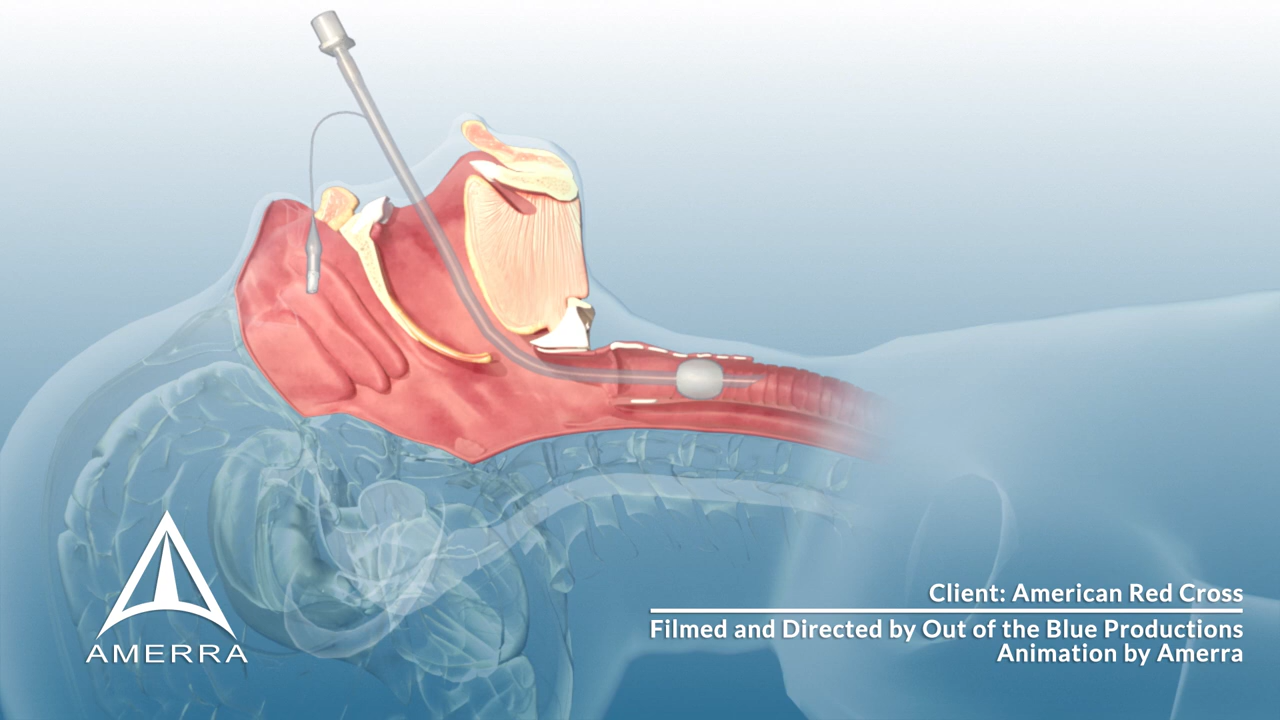 AMERRA
Client: American Red Cross
Filmed and Directed by Out of the Blue Productions
Animation by Amerra